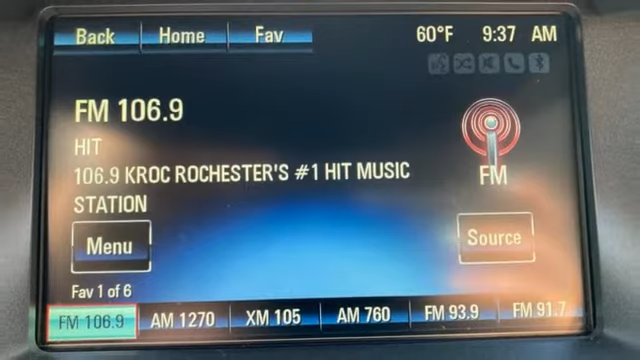 Back Home Fav 60°F 9:37 AM
FM 106.9
HIT
106.9 KROC ROCHESTER'S #1 HIT MUSIC
STATION
FM
Menu
Source
Fav 1 of 6
FM 106.9 AM 1270 XM 105 AM 760 FM 93.9 FM 91.7